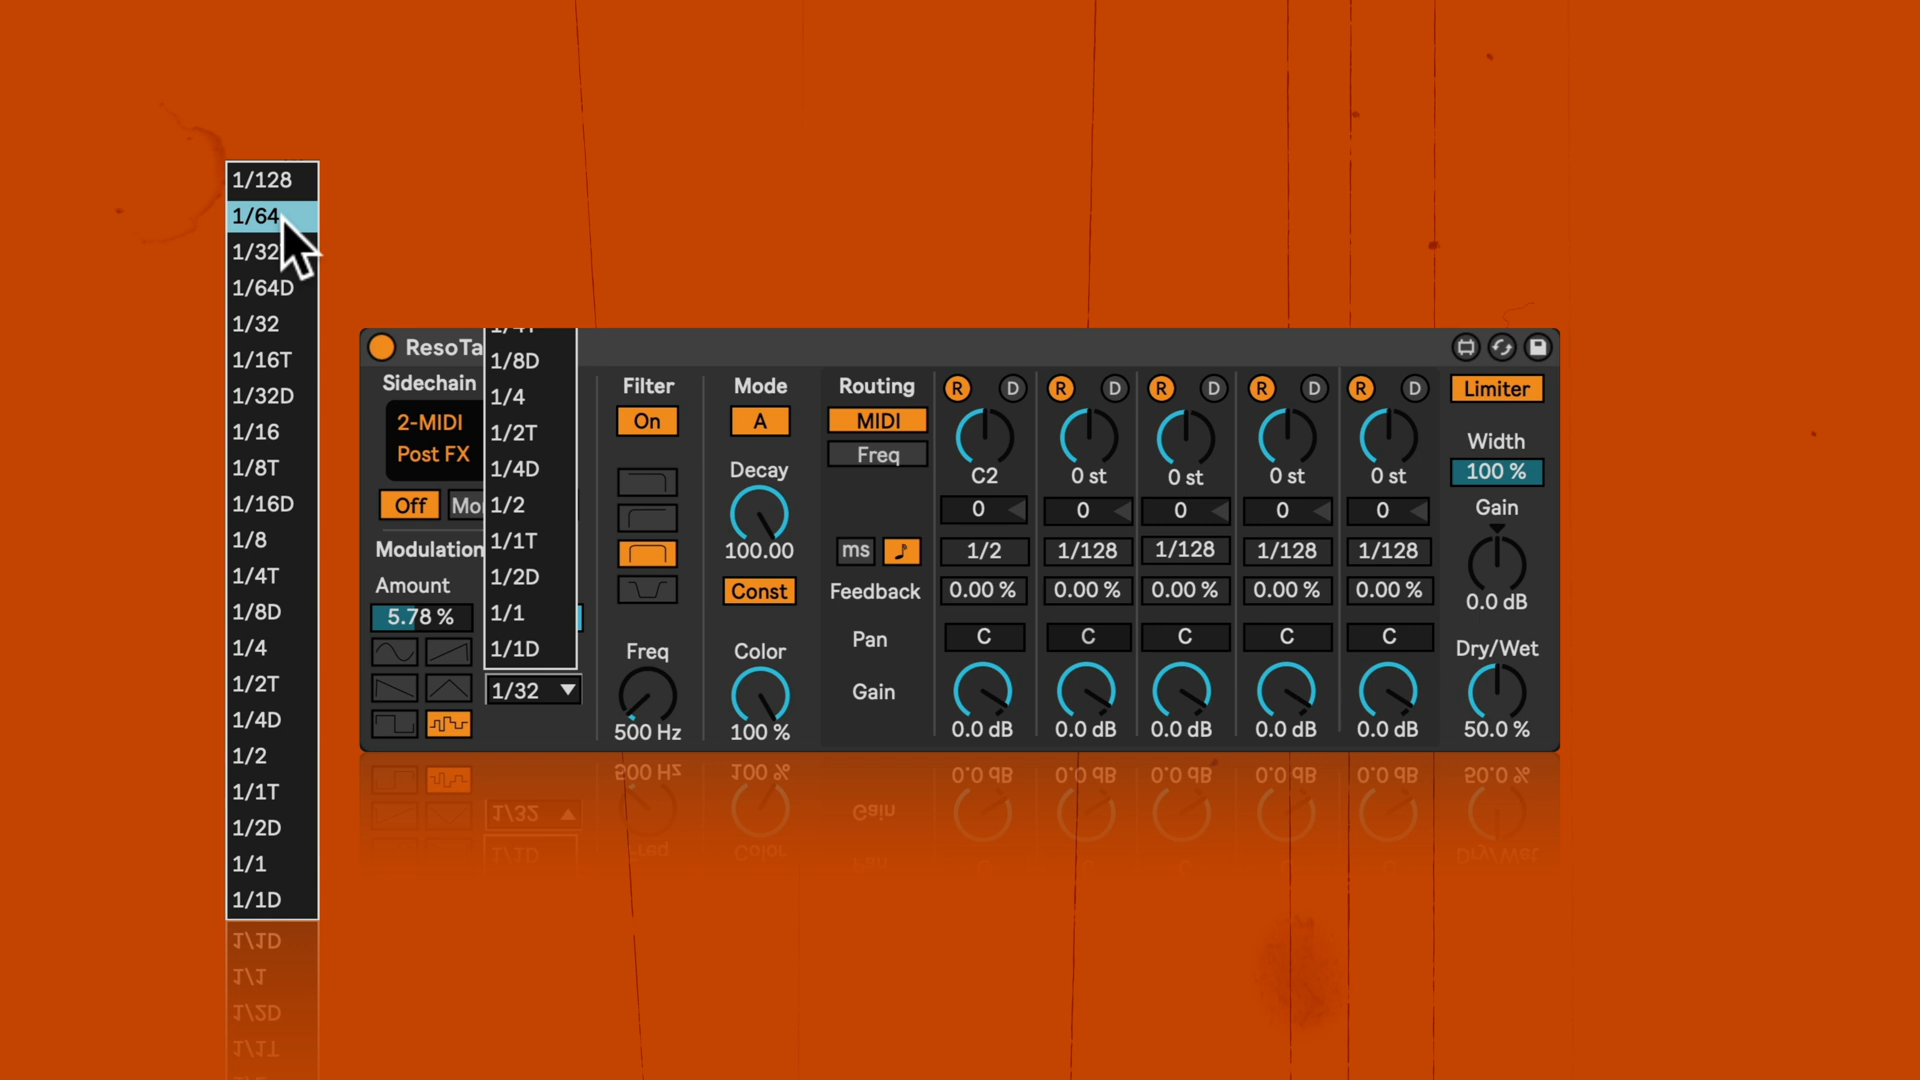 1/128
1/64
1/32
1/64D
1/32
1/16T
1/32D
1/16
1/8T
1/16D
1/8
1/4T
1/8D
1/4
1/2T
1/4D
1/2
1/1T
1/2D
1/1
1/1D
ResoTa
Sidechain
2-MIDI
Post FX
Off
Mo
Modulation
Amount
5.78 %
1/4T
1/8D
1/4
1/2T
1/4D
1/2
1/1T
1/2D
1/1
1/1D
1/32
Filter
On
Freq
500 Hz
Mode
A
Decay
100.00
Const
Color
100 %
Routing
MIDI
Freq
ms
Feedback
Pan
Gain
R D R D R D R D R D
C2 0 st 0 st 0 st 0 st
0 0 0 0 0
1/2 1/128 1/128 1/128 1/128
0.00 % 0.00 % 0.00 % 0.00 % 0.00 %
C C C C C
0.0 dB 0.0 dB 0.0 dB 0.0 dB 0.0 dB
Limiter
Width
100 %
Gain
0.0 dB
Dry/Wet
50.0 %